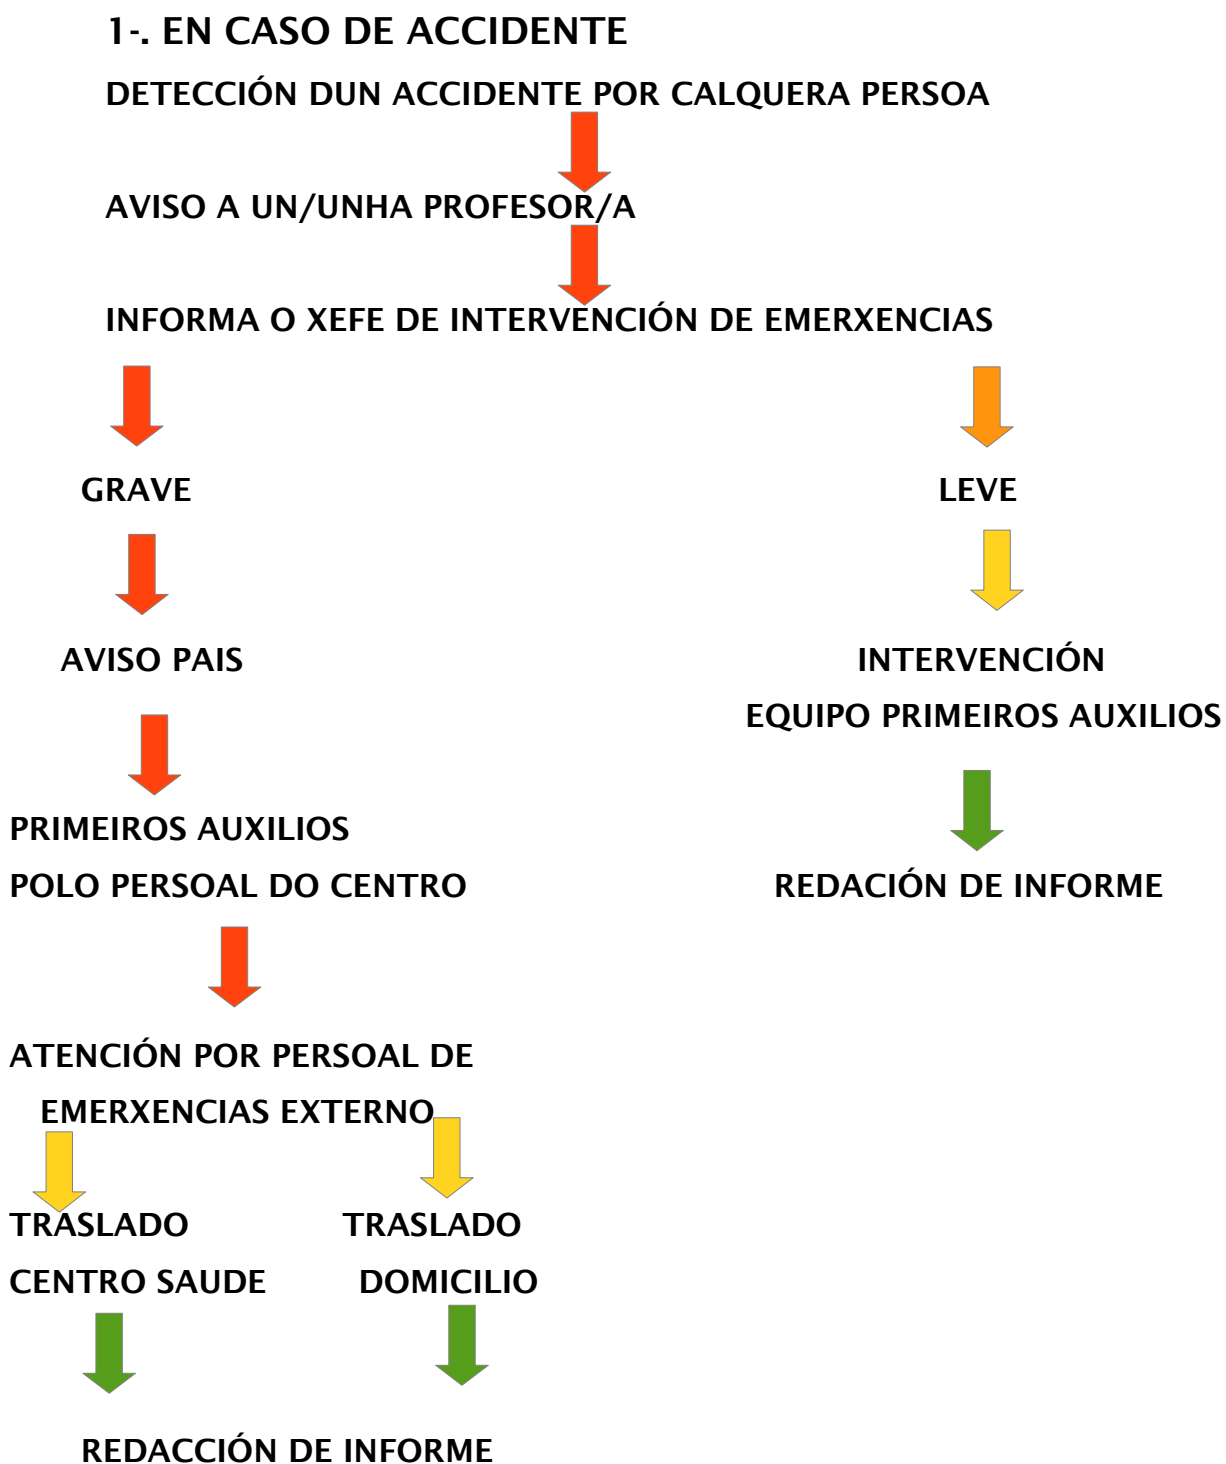 1-. EN CASO DE ACCIDENTE
DETECCIÓN DUN ACCIDENTE POR CALQUERA PERSOA
AVISO A UN/UNHA PROFESOR/A
INFORMA O XEFE DE INTERVENCIÓN DE EMERXENCIAS
GRAVE
LEVE
AVISO PAIS
INTERVENCIÓN
EQUIPO PRIMEIROS AUXILIOS
PRIMEIROS AUXILIOS
POLO PERSOAL DO CENTRO
REDACIÓN DE INFORME
ATENCIÓN POR PERSOAL DE
EMERXENCIAS EXTERNO
TRASLADO
CENTRO SAUDE
TRASLADO
DOMICILIO
REDACCIÓN DE INFORME